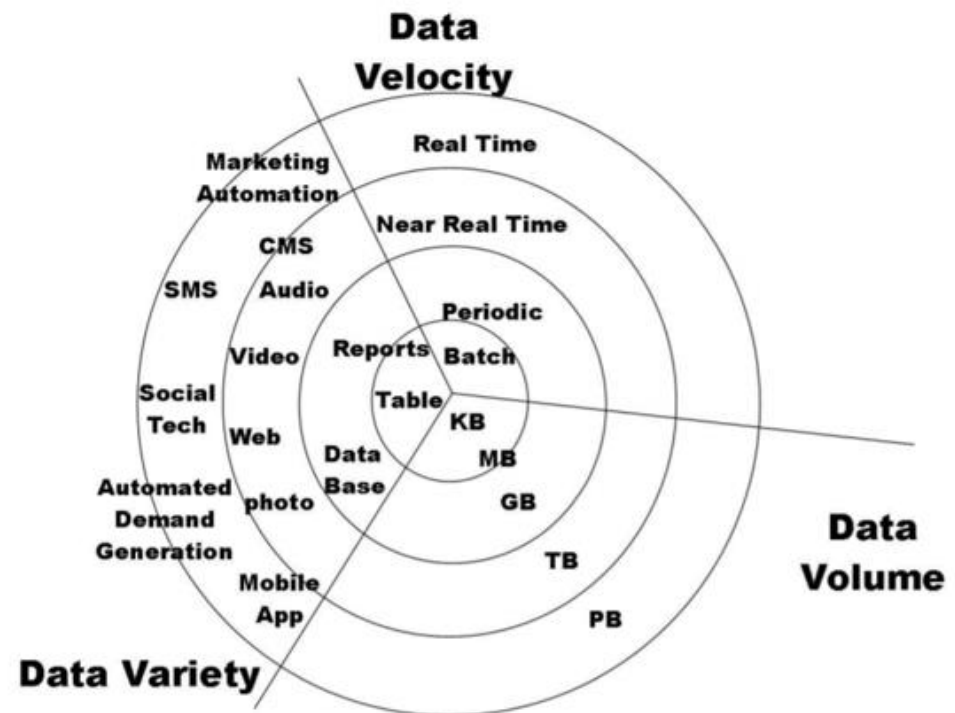 Data
Velocity
Real Time
Marketing
Automation
Near Real Time
CMS
SMS
Audio
Periodic
Reports
Batch
Video
Social
Tech
Table
KB
Web
Data
Base
MB
Automated
Demand
Generation
photo
GB
Data
Volume
TB
Mobile
App
PB
Data Variety